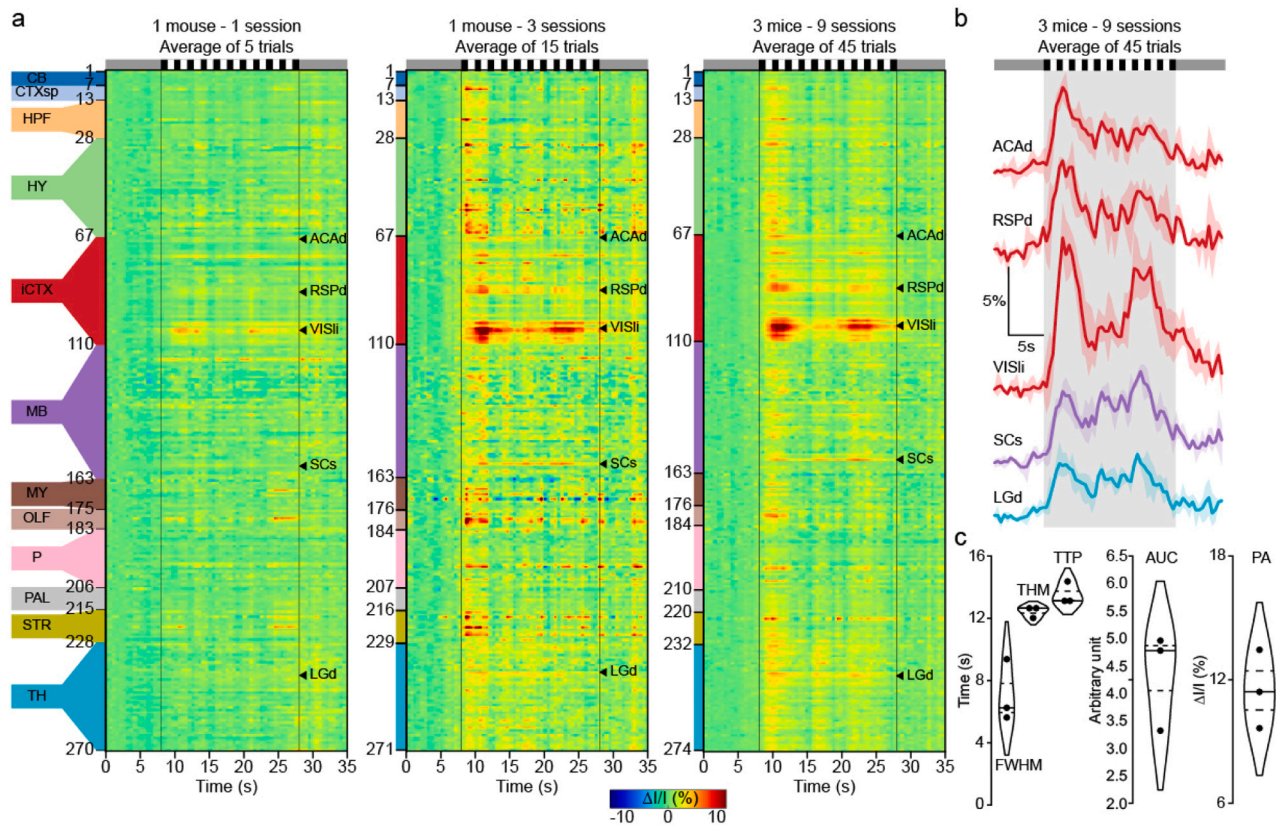 a
1 mouse - 1 session
Average of 5 trials
1 mouse - 3 sessions
Average of 15 trials
3 mice - 9 sessions
Average of 45 trials
CB
CTXsp
HPF
HY
iCTX
MB
MY
OLF
P
PAL
STR
TH
1
7
13
28
67
110
163
175
183
206
215
228
270
ACAd
RSPd
VISli
SCs
LGd
0 5 10 15 20 25 30 35
Time (s)
1
7
13
28
67
110
163
176
184
207
216
229
271
ACAd
RSPd
VISli
SCs
LGd
0 5 10 15 20 25 30 35
Time (s)
1
7
13
28
67
110
163
176
184
210
220
232
274
ACAd
RSPd
VISli
SCs
LGd
0 5 10 15 20 25 30 35
Time (s)
ΔI/I (%)
-10 0 10
b
3 mice - 9 sessions
Average of 45 trials
ACAd
RSPd
5%
5s
VISli
SCs
LGd
c
16
12
8
4
0
Time (s)
FWHM
THM
TTP
6.5
6.0
5.5
5.0
4.5
4.0
3.5
3.0
2.5
2.0
Arbitrary unit
AUC
18
12
6
ΔI/I (%)
PA